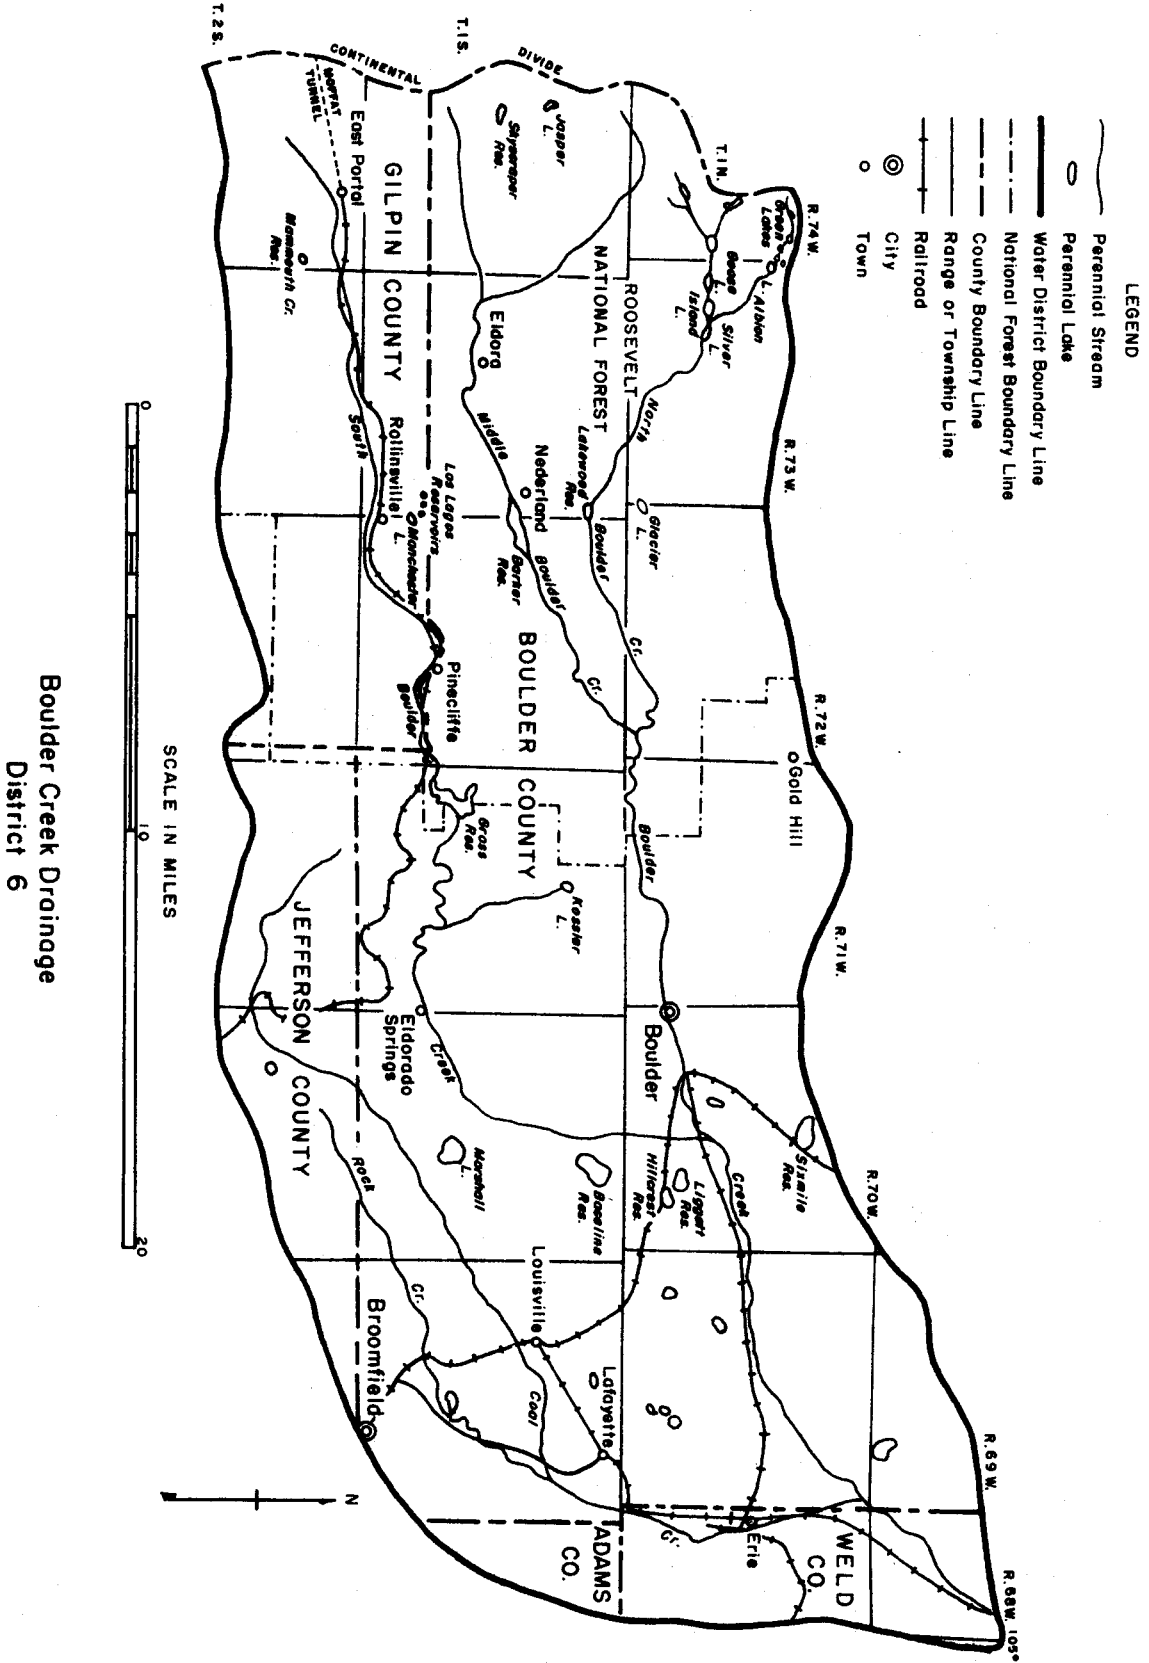 LEGEND
Perennial Stream
Perennial Lake
Water District Boundary Line
National Forest Boundary Line
County Boundary Line
Range or Township Line
Railroad
City
Town
R.74W.
R.73W.
R.72W.
R.71W.
R.70W.
R.69W.
R.68W. 105°
T.1N.
T.1S.
T.2S.
CONTINENTAL
DIVIDE
MOFFAT
TUNNEL
East Portal
Green
Lakes
L. Albion
Goose
L.
Island
L.
Silver
L.
Jasper
L.
Skyscraper
Res.
ROOSEVELT
NATIONAL FOREST
North
Lakewood
Res.
Boulder
Cr.
Glacier
L.
Gold Hill
Eldora
Middle
Nederland
Barker
Res.
Boulder
Cr.
GILPIN COUNTY
Mammouth Cr.
Res.
South
Rollinsville
Los Lagos
Reservoirs
Manchester
L.
Pinecliffe
Boulder
BOULDER COUNTY
Gross
Res.
Kossler
L.
Boulder
Boulder
Creek
Eldorado
Springs
Creek
JEFFERSON COUNTY
Sixmile
Res.
Liggett
Res.
Hillcrest
Res.
Baseline
Res.
Marshall
L.
Rock
Cr.
Louisville
Lafayette
Coal
Cr.
Broomfield
Erie
WELD
CO.
ADAMS
CO.
N
0
10
20
SCALE IN MILES
Boulder Creek Drainage
District 6